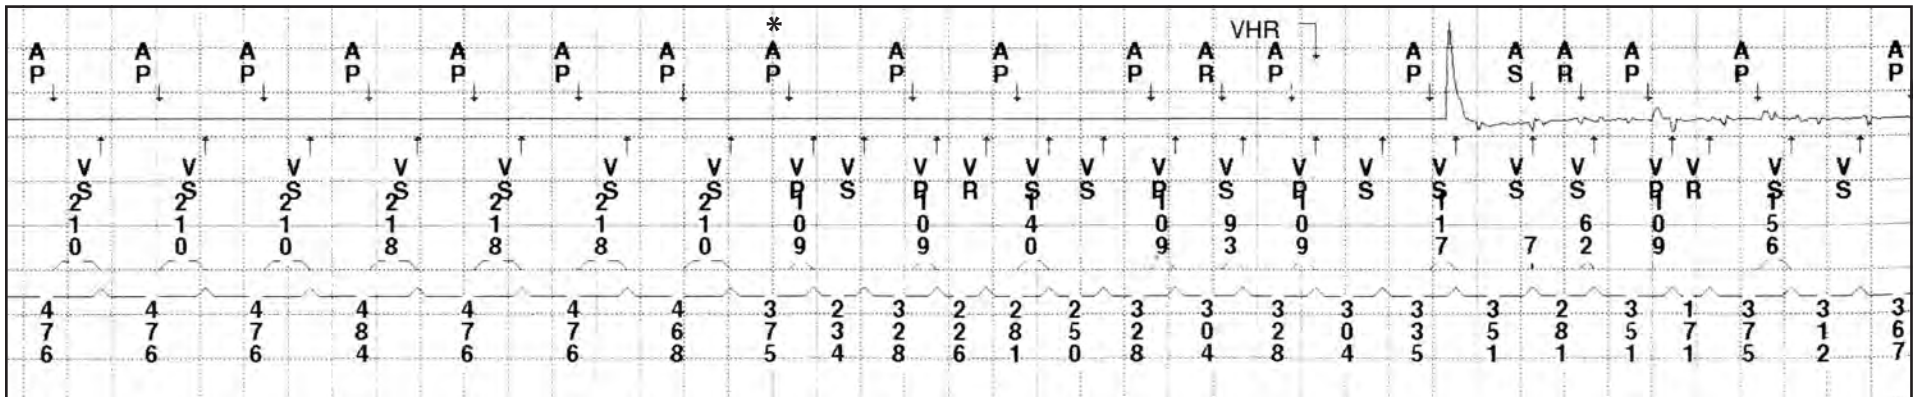 *
VHR
AP AP AP AP AP AP AP AP AP AP AP AR AP AP AS AR AP AP AP
VS VS VS VS VS VS VS VP VS VP VR VS VS VP VS VP VS VS VS VS VP VR VS VS
210 210 210 218 218 218 210 109 109 140 109 93 109 117 7 62 109 156
476 476 476 484 476 476 468 375 234 328 226 281 250 328 304 328 304 335 351 281 351 171 375 312 367